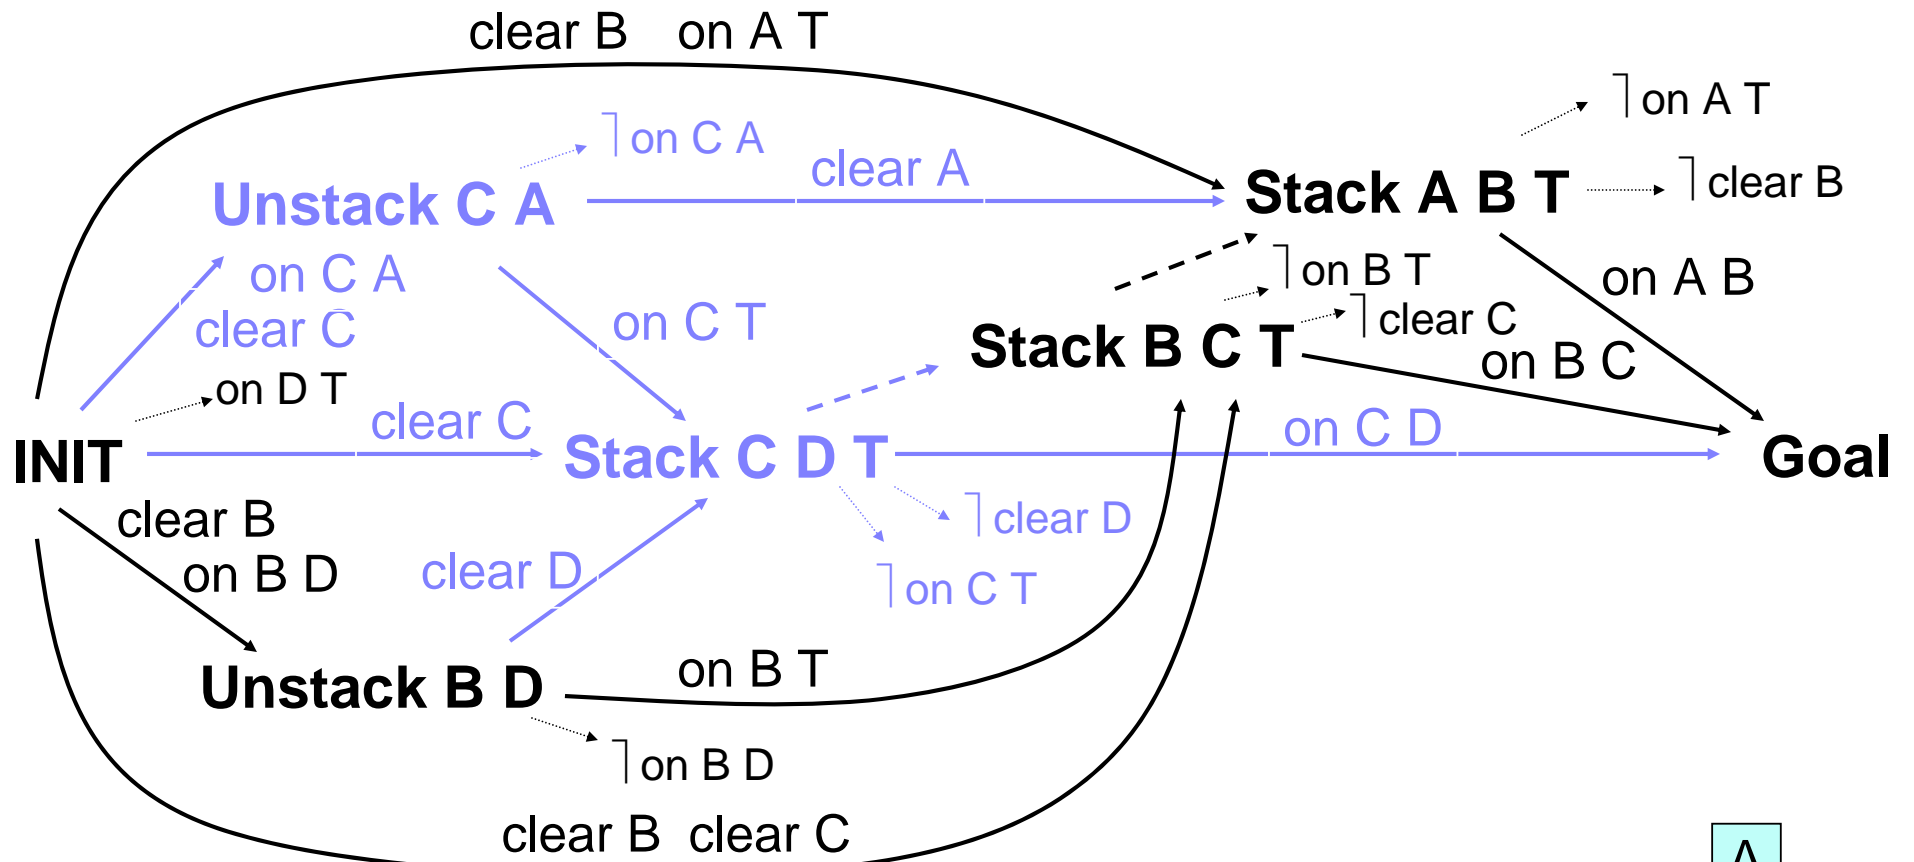 clear B on A T
¬ on A T
¬ on C A
clear A
Stack A B T
¬ clear B
Unstack C A
on C A
¬ on B T
on A B
clear C
on C T
¬ clear C
Stack B C T
on B C
on D T
clear C
on C D
INIT
Stack C D T
Goal
clear B
¬ clear D
on B D
clear D
¬ on C T
Unstack B D
on B T
¬ on B D
clear B clear C
A